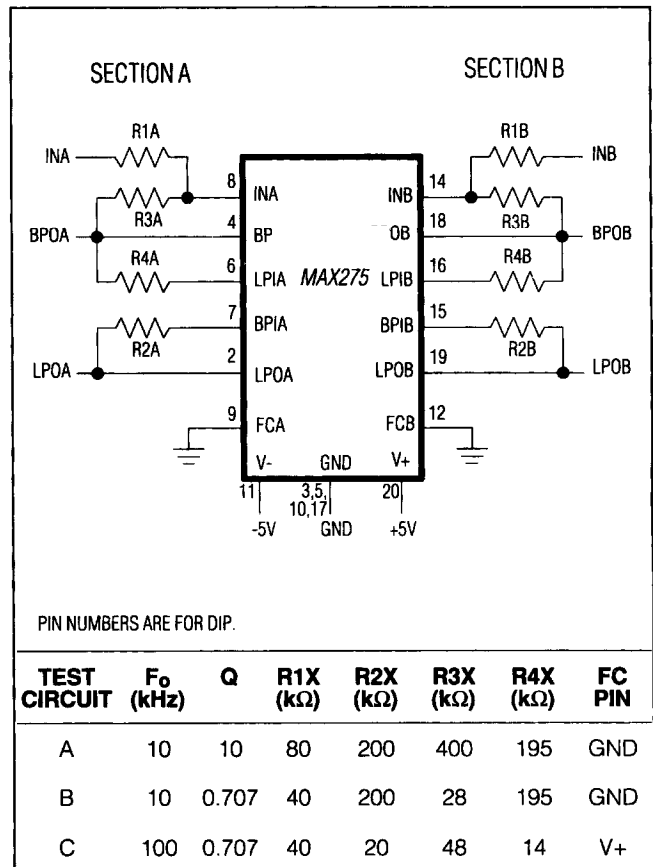 SECTION A SECTION B
R1A R1B
INA INB
8 INA INB 14
R3A R3B
BPOA 4 BP OB 18 BPOB
R4A R4B
6 LPIA MAX275 LPIB 16
7 BPIA BPIB 15
R2A R2B
LPOA 2 LPOA LPOB 19 LPOB
9 FCA FCB 12
V- GND V+
11 3,5, 20
10,17
-5V GND +5V
PIN NUMBERS ARE FOR DIP.
TEST CIRCUIT Fo (kHz) Q R1X (kΩ) R2X (kΩ) R3X (kΩ) R4X (kΩ) FC PIN
A 10 10 80 200 400 195 GND
B 10 0.707 40 200 28 195 GND
C 100 0.707 40 20 48 14 V+